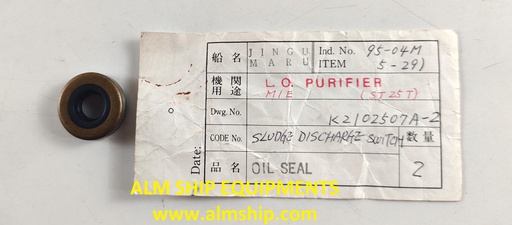 船名 JINGU MARU Ind. No. 95-04M
ITEM 5-29)
機関用途 L.O. PURIFIER
MIE (ST25T)
Dwg. No. K2102507A-2
CODE No. SLUDGE DISCHARGE SWITCH 数量
品名 OIL SEAL 2
Date:
ALM SHIP EQUIPMENTS
www.almship.com